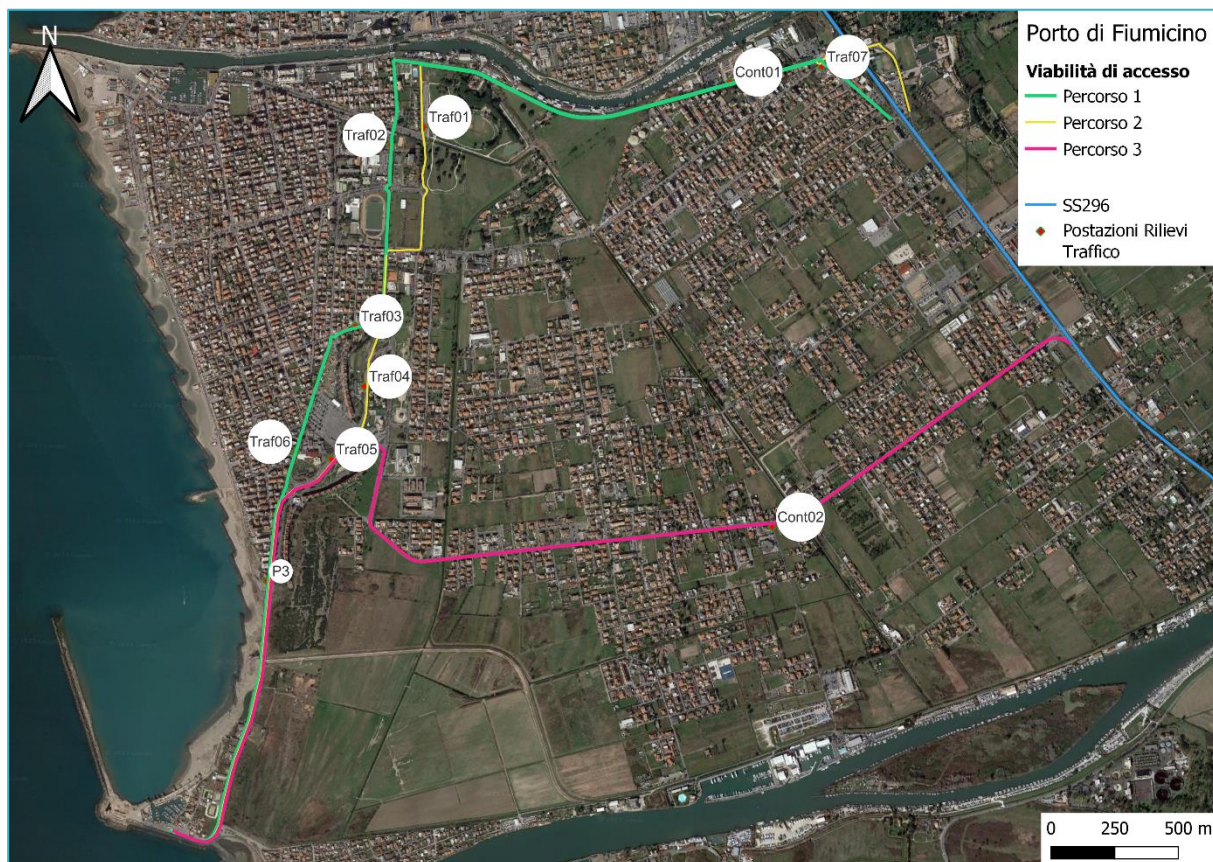 N
Porto di Fiumicino
Viabilità di accesso
Percorso 1
Percorso 2
Percorso 3
SS296
Postazioni Rilievi
Traffico
Traf07
Cont01
Traf01
Traf02
Traf03
Traf04
Traf06
Traf05
Cont02
P3
0 250 500 m